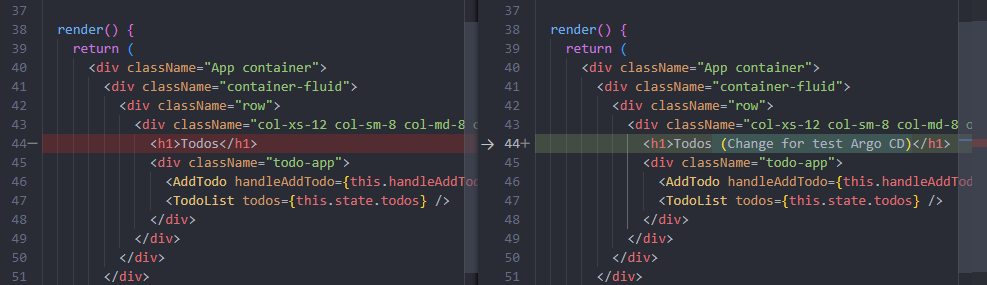 37
38 render() {
39 return (
40 <div className="App container">
41 <div className="container-fluid">
42 <div className="row">
43 <div className="col-xs-12 col-sm-8 col-md-8 o
44− <h1>Todos</h1>
45 <div className="todo-app">
46 <AddTodo handleAddTodo={this.handleAddTod
47 <TodoList todos={this.state.todos} />
48 </div>
49 </div>
50 </div>
51 </div>
37
38 render() {
39 return (
40 <div className="App container">
41 <div className="container-fluid">
42 <div className="row">
43 <div className="col-xs-12 col-sm-8 col-md-8 o
→ 44+ <h1>Todos (Change for test Argo CD)</h1>
45 <div className="todo-app">
46 <AddTodo handleAddTodo={this.handleAddTod
47 <TodoList todos={this.state.todos} />
48 </div>
49 </div>
50 </div>
51 </div>